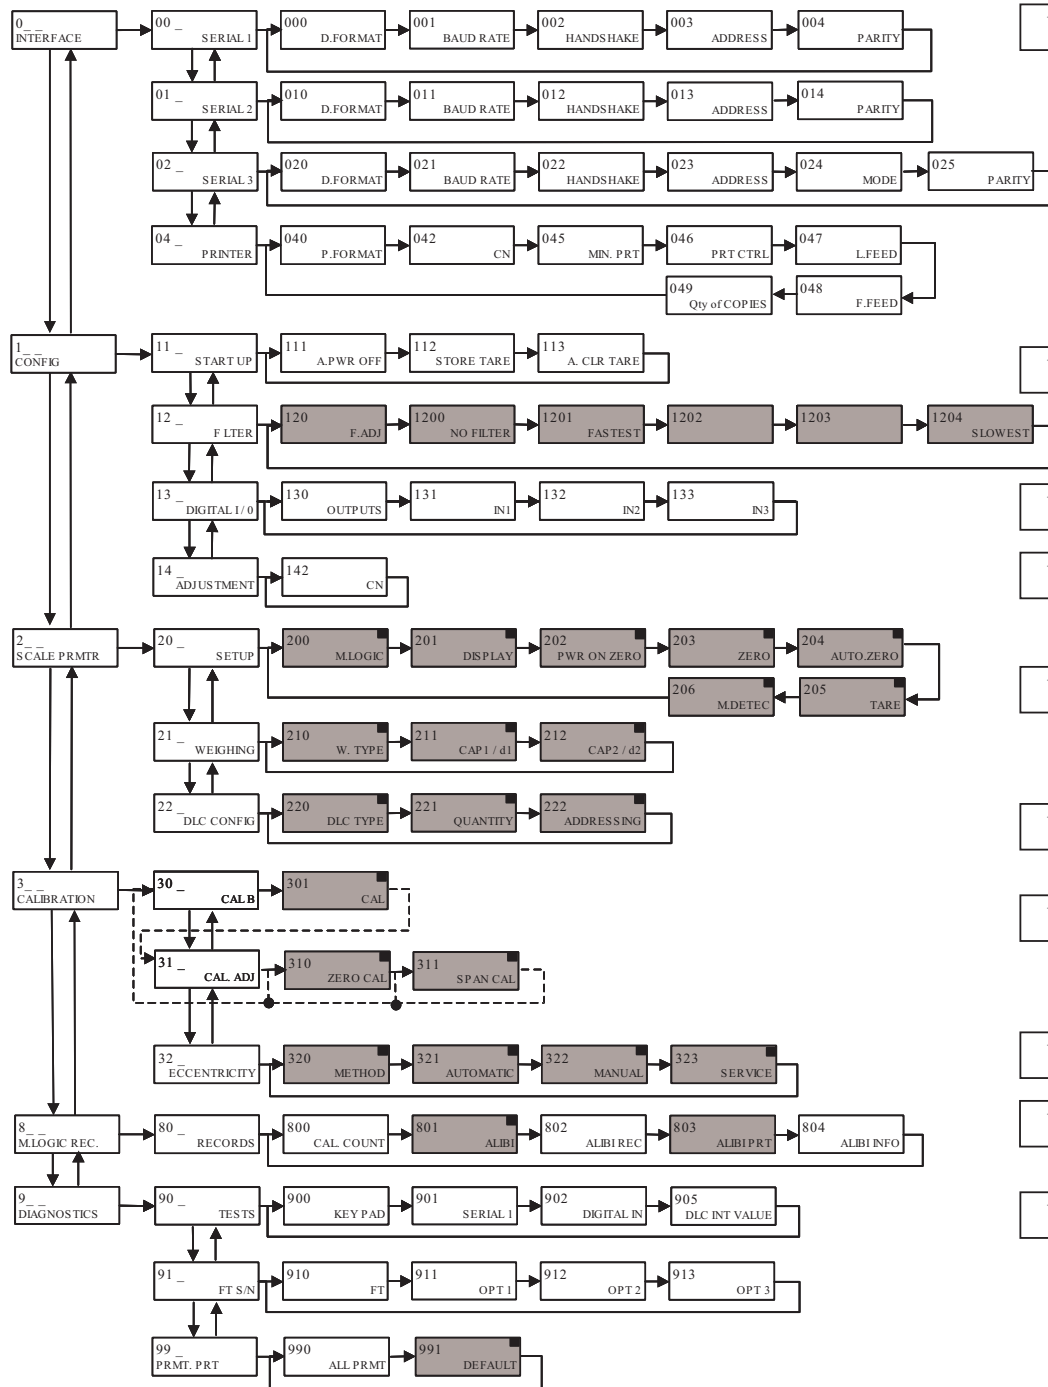 0_ _ INTERFACE
00 _ SERIAL 1
000 D.FORMAT
001 BAUD RATE
002 HANDSHAKE
003 ADDRESS
004 PARITY
01 _ SERIAL 2
010 D.FORMAT
011 BAUD RATE
012 HANDSHAKE
013 ADDRESS
014 PARITY
02 _ SERIAL 3
020 D.FORMAT
021 BAUD RATE
022 HANDSHAKE
023 ADDRESS
024 MODE
025 PARITY
04 _ PRINTER
040 P.FORMAT
042 CN
045 MIN. PRT
046 PRT CTRL
047 L.FEED
049 Qty of COPIES
048 F.FEED
1_ _ CONFIG
11 _ START UP
111 A.PWR OFF
112 STORE TARE
113 A. CLR TARE
12 _ F LTER
120 F.ADJ
1200 NO FILTER
1201 FASTEST
1202
1203
1204 SLOWEST
13 _ DIGITAL I / 0
130 OUTPUTS
131 IN1
132 IN2
133 IN3
14 _ ADJUSTMENT
142 CN
2_ _ SCALE PRMTR
20 _ SETUP
200 M.LOGIC
201 DISPLAY
202 PWR ON ZERO
203 ZERO
204 AUTO.ZERO
206 M.DETEC
205 TARE
21 _ WEIGHING
210 W. TYPE
211 CAP1 / d1
212 CAP2 / d2
22 _ DLC CONFIG
220 DLC TYPE
221 QUANTITY
222 ADDRESSING
3_ _ CALIBRATION
30 _ CAL B
301 CAL
31 _ CAL. ADJ
310 ZERO CAL
311 SPAN CAL
32 _ ECCENTRICITY
320 METHOD
321 AUTOMATIC
322 MANUAL
323 SERVICE
8_ _ M.LOGIC REC.
80 _ RECORDS
800 CAL. COUNT
801 ALIBI
802 ALIBI REC
803 ALIBI PRT
804 ALIBI INFO
9_ _ DIAGNOSTICS
90 _ TESTS
900 KEY PAD
901 SERIAL 1
902 DIGITAL IN
905 DLC INT VALUE
91 _ FT S/N
910 FT
911 OPT 1
912 OPT 2
913 OPT 3
99 _ PRMT. PRT
990 ALL PRMT
991 DEFAULT